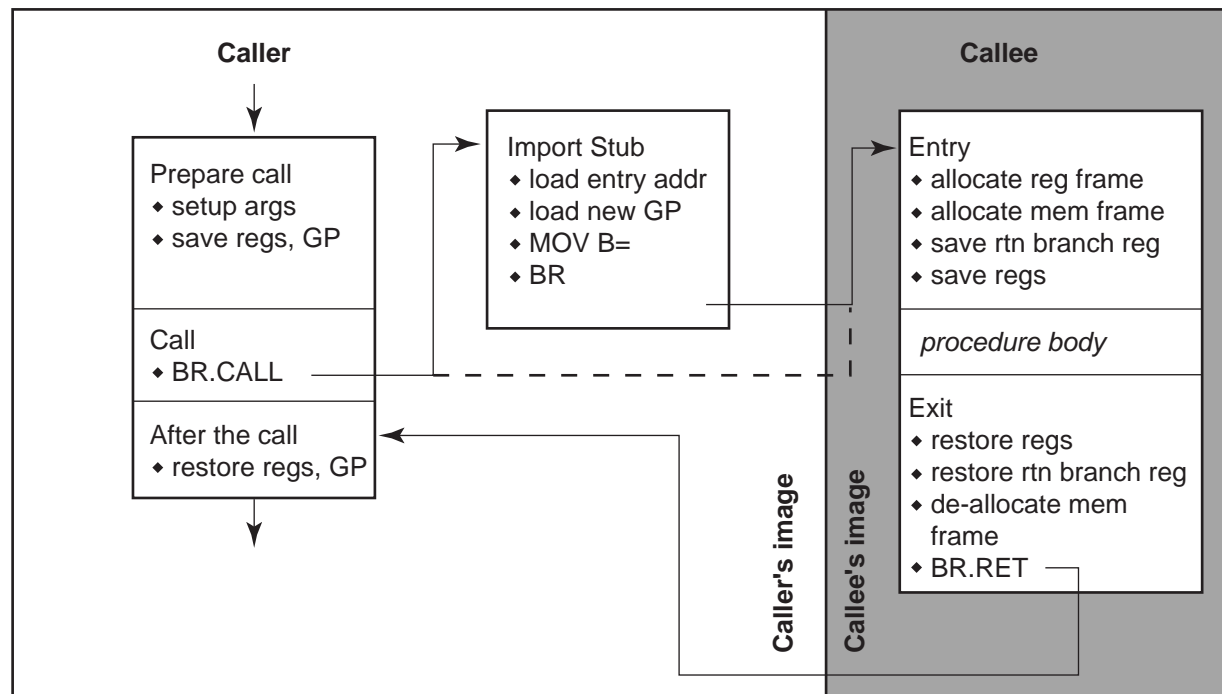 Caller
Prepare call
◆ setup args
◆ save regs, GP
Call
◆ BR.CALL
After the call
◆ restore regs, GP
Import Stub
◆ load entry addr
◆ load new GP
◆ MOV B=
◆ BR
Caller's image
Callee's image
Callee
Entry
◆ allocate reg frame
◆ allocate mem frame
◆ save rtn branch reg
◆ save regs
procedure body
Exit
◆ restore regs
◆ restore rtn branch reg
◆ de-allocate mem
frame
◆ BR.RET